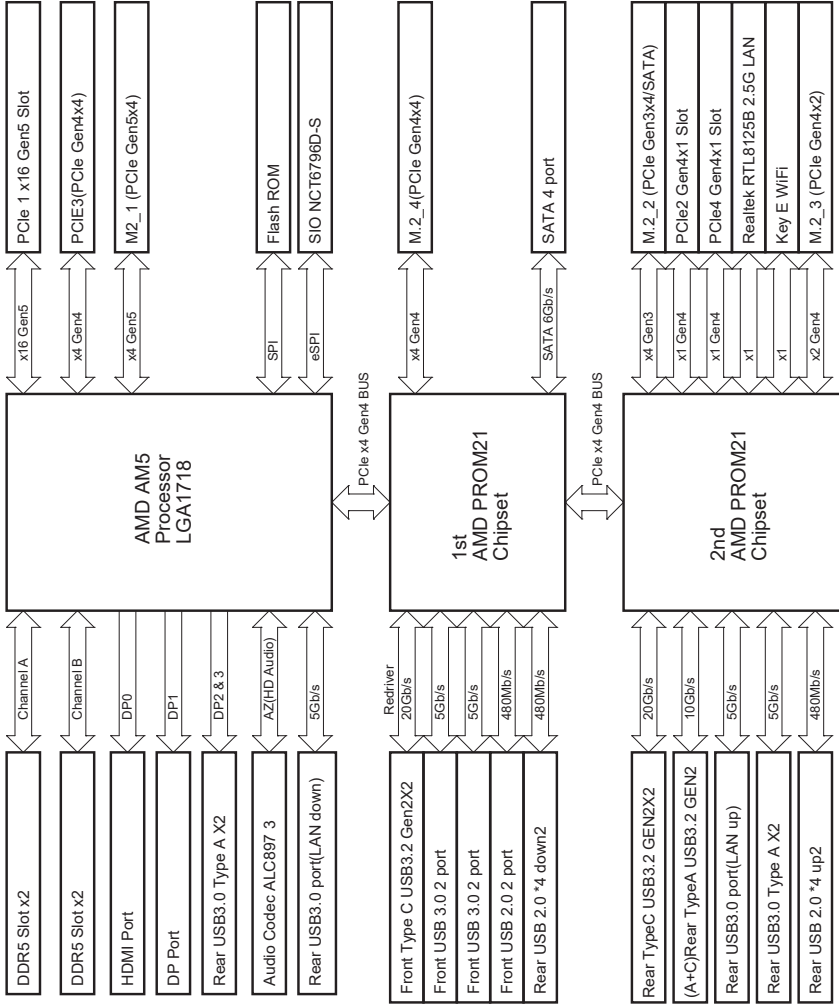 PCIe 1 x16 Gen5 Slot
PCIE3(PCIe Gen4x4)
M2_1 (PCIe Gen5x4)
Flash ROM
SIO NCT6796D-S
M.2_4(PCIe Gen4x4)
SATA 4 port
M.2_2 (PCIe Gen3x4/SATA)
PCIe2 Gen4x1 Slot
PCIe4 Gen4x1 Slot
Realtek RTL8125B 2.5G LAN
Key E WiFi
M.2_3 (PCIe Gen4x2)
x16 Gen5
x4 Gen4
x4 Gen5
SPI
eSPI
x4 Gen4
SATA 6Gb/s
x4 Gen3
x1 Gen4
x1 Gen4
x1
x1
x2 Gen4
AMD AM5
Processor
LGA1718
PCIe x4 Gen4 BUS
1st
AMD PROM21
Chipset
PCIe x4 Gen4 BUS
2nd
AMD PROM21
Chipset
Channel A
Channel B
DP0
DP1
DP2 & 3
AZ(HD Audio)
5Gb/s
Redriver
20Gb/s
5Gb/s
5Gb/s
480Mb/s
480Mb/s
20Gb/s
10Gb/s
5Gb/s
5Gb/s
480Mb/s
DDR5 Slot x2
DDR5 Slot x2
HDMI Port
DP Port
Rear USB3.0 Type A X2
Audio Codec ALC897 3
Rear USB3.0 port(LAN down)
Front Type C USB3.2 Gen2X2
Front USB 3.0 2 port
Front USB 3.0 2 port
Front USB 2.0 2 port
Rear USB 2.0 *4 down2
Rear TypeC USB3.2 GEN2X2
(A+C)Rear TypeA USB3.2 GEN2
Rear USB3.0 port(LAN up)
Rear USB3.0 Type A X2
Rear USB 2.0 *4 up2